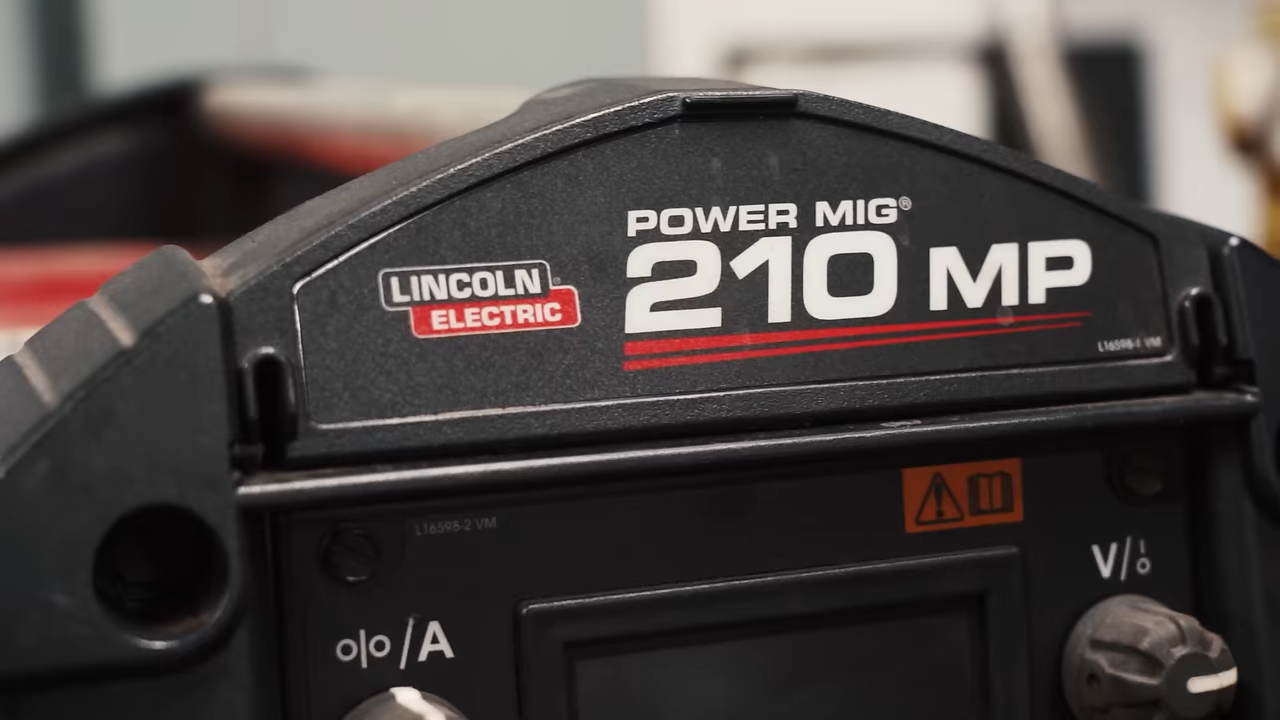 POWER MIG®
210 MP
LINCOLN
ELECTRIC
L16598-1 VM
L16598-2 VM
V/
o|o/A